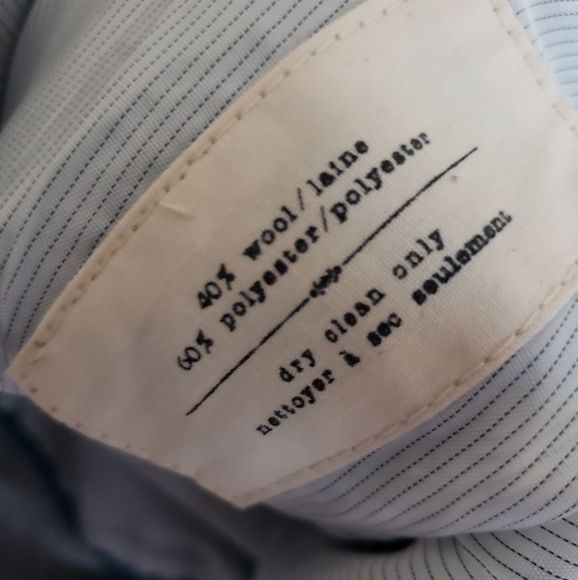 40% wool/laine
60% polyester/polyester
dry clean only
nettoyer à sec seulement